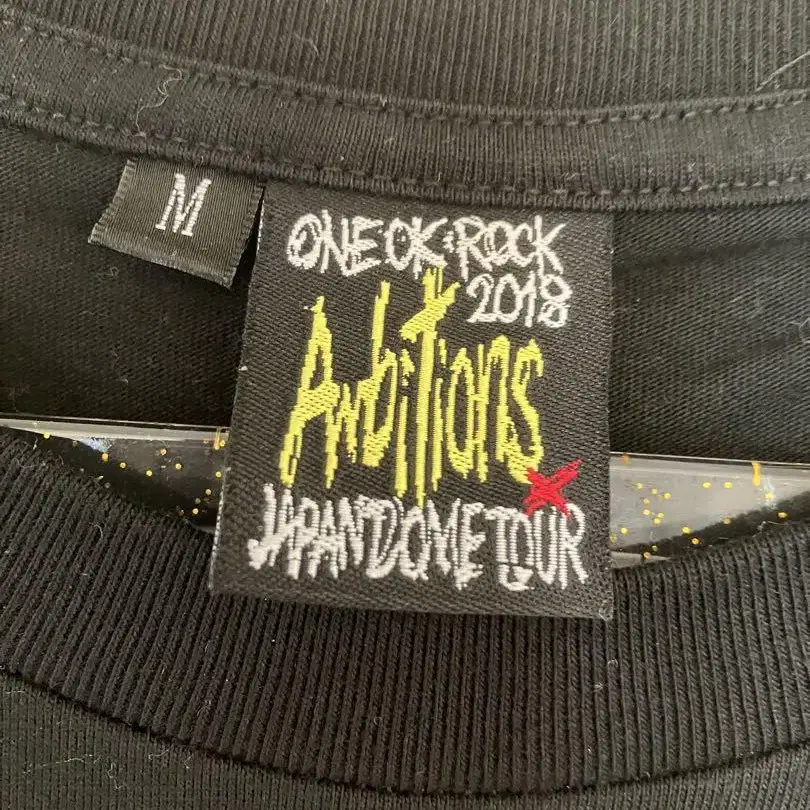 M
ONE OK ROCK
2018
Ambitions
JAPAN DOME TOUR